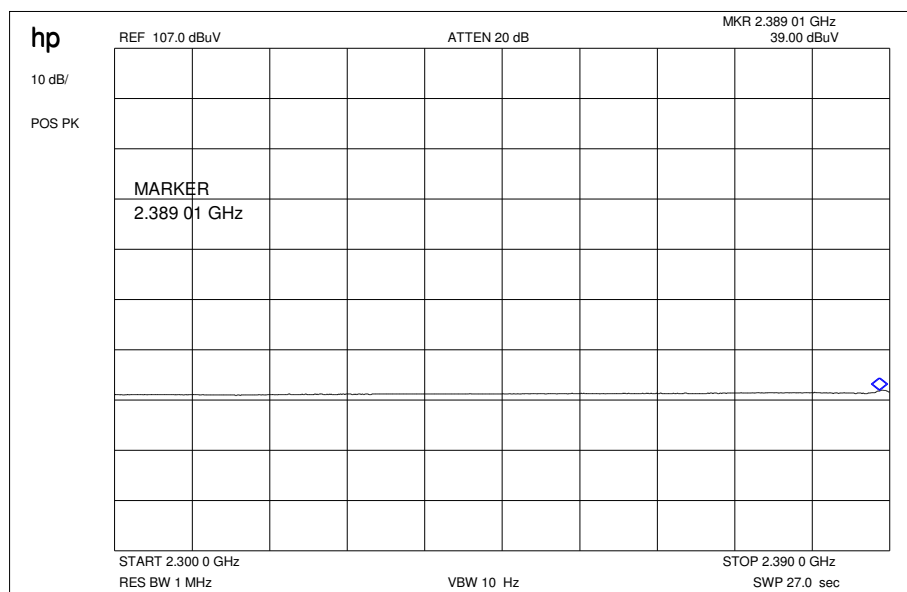 hp
MKR 2.389 01 GHz
REF 107.0 dBuV ATTEN 20 dB 39.00 dBuV
10 dB/
POS PK
MARKER
2.389 01 GHz
START 2.300 0 GHz STOP 2.390 0 GHz
RES BW 1 MHz VBW 10 Hz SWP 27.0 sec